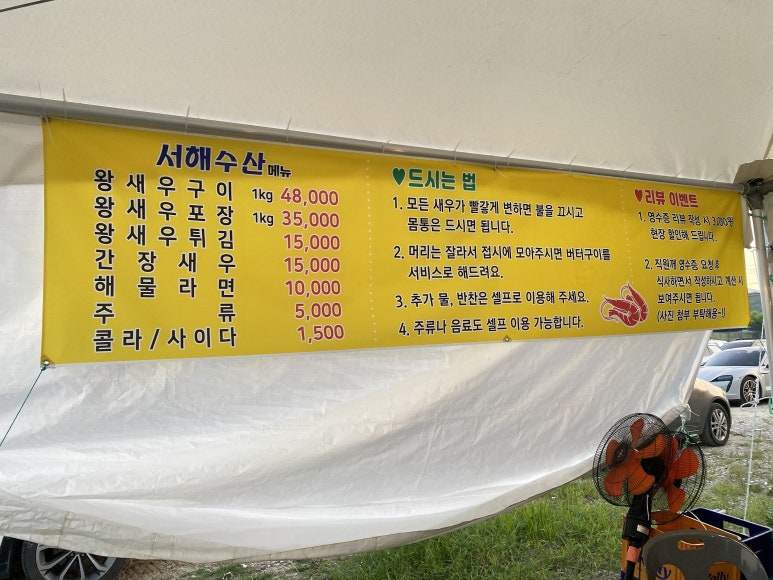 서해수산 메뉴
왕새우구이 1kg 48,000
왕새우포장 1kg 35,000
왕새우튀김 15,000
간장새우 15,000
해물라면 10,000
주류 5,000
콜라/사이다 1,500
♥드시는 법
1. 모든 새우가 빨갛게 변하면 불을 끄시고
몸통은 드시면 됩니다.
2. 머리는 잘라서 접시에 모아주시면 버터구이를
서비스로 해드려요.
3. 추가 물, 반찬은 셀프로 이용해 주세요.
4. 주류나 음료도 셀프 이용 가능합니다.
♥리뷰 이벤트
1. 영수증 리뷰 작성 시 3,000원
현장 할인해 드립니다.
2. 직원께 영수증 요청 후
식사하면서 작성하시고 계산 시
보여주시면 됩니다.
(사진 첨부 부탁해용~!)